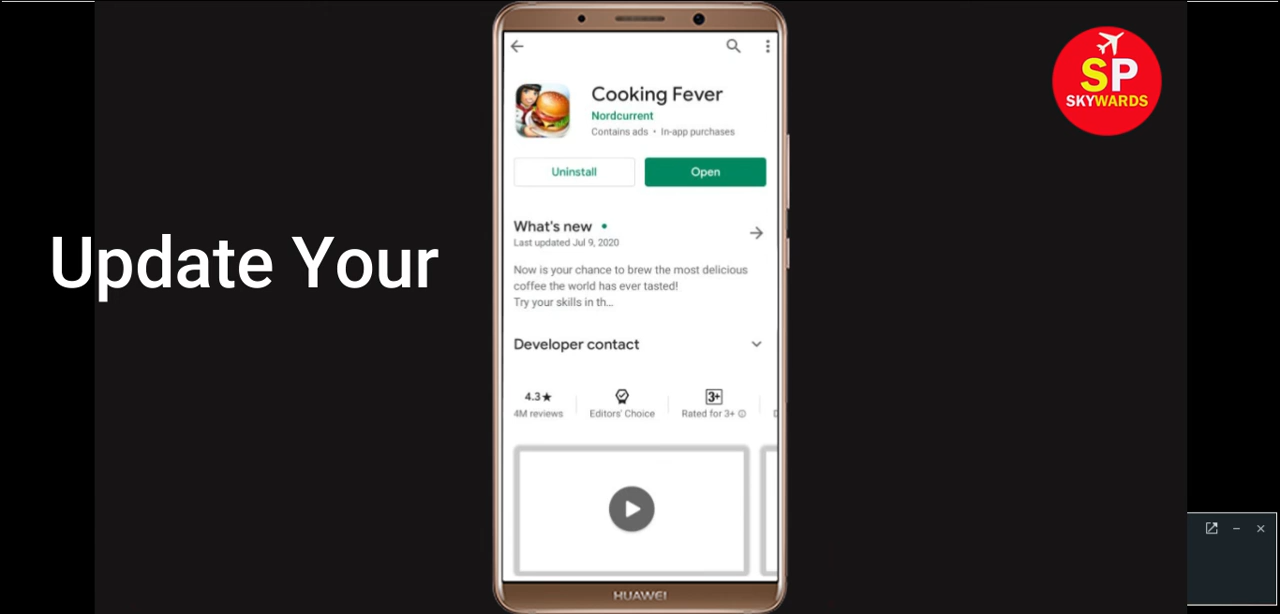 SP
SKYWARDS
Cooking Fever
Nordcurrent
Contains ads • In-app purchases
Uninstall
Open
What's new •
Last updated Jul 9, 2020
Now is your chance to brew the most delicious
coffee the world has ever tasted!
Try your skills in th...
Update Your
Developer contact
4.3★
4M reviews
Editors' Choice
3+
Rated for 3+
HUAWEI